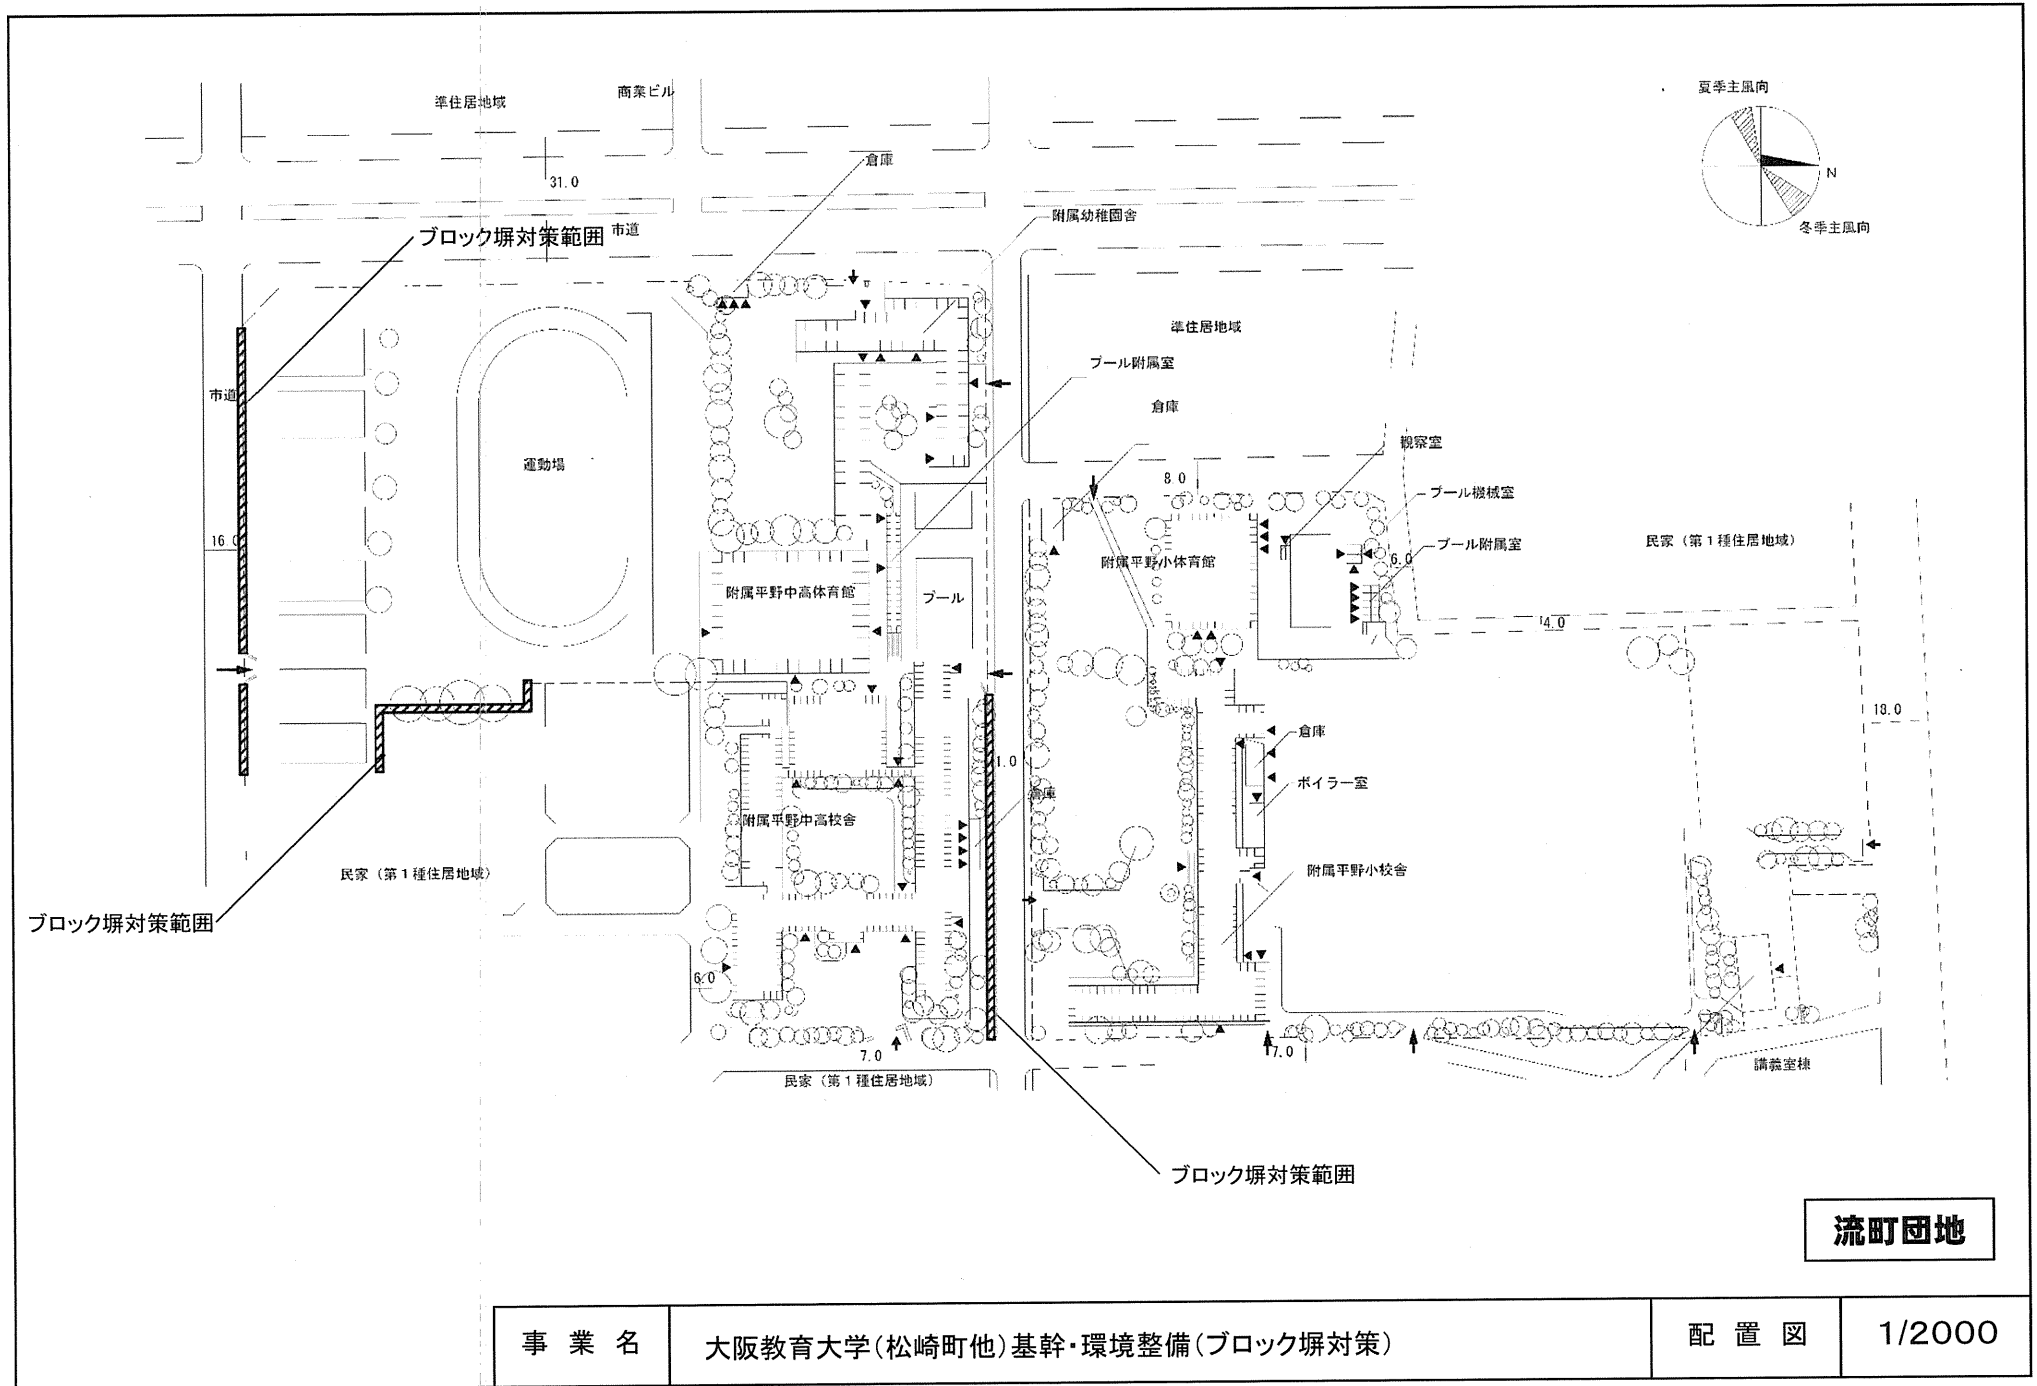 準住居地域
商業ビル
夏季主風向
N
冬季主風向
倉庫
31.0
附属幼稚園舎
市道
ブロック塀対策範囲
準住居地域
プール附属室
市道
倉庫
観察室
運動場
8.0
プール機械室
16.0
民家（第１種住居地域）
プール附属室
6.0
附属平野小体育館
附属平野中高体育館
プール
4.0
18.0
倉庫
1.0
ボイラー室
倉庫
附属平野中高校舎
民家（第１種住居地域）
附属平野小校舎
ブロック塀対策範囲
6.0
7.0
7.0
民家（第１種住居地域）
講義室棟
ブロック塀対策範囲
流町団地
事業名
大阪教育大学（松崎町他）基幹・環境整備（ブロック塀対策）
配置図
1/2000